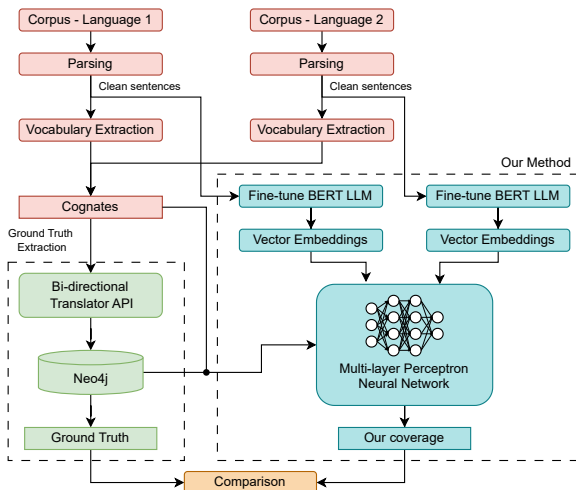 Corpus - Language 1
Corpus - Language 2
Parsing
Parsing
Clean sentences
Clean sentences
Vocabulary Extraction
Vocabulary Extraction
Our Method
Cognates
Fine-tune BERT LLM
Fine-tune BERT LLM
Ground Truth
Extraction
Vector Embeddings
Vector Embeddings
Bi-directional
Translator API
Neo4j
Multi-layer Perceptron
Neural Network
Ground Truth
Our coverage
Comparison